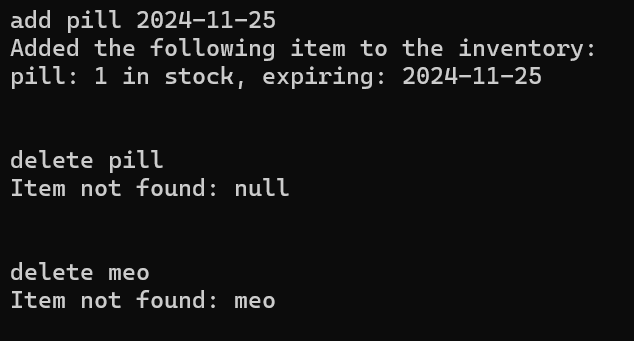 add pill 2024-11-25
Added the following item to the inventory:
pill: 1 in stock, expiring: 2024-11-25
delete pill
Item not found: null
delete meo
Item not found: meo